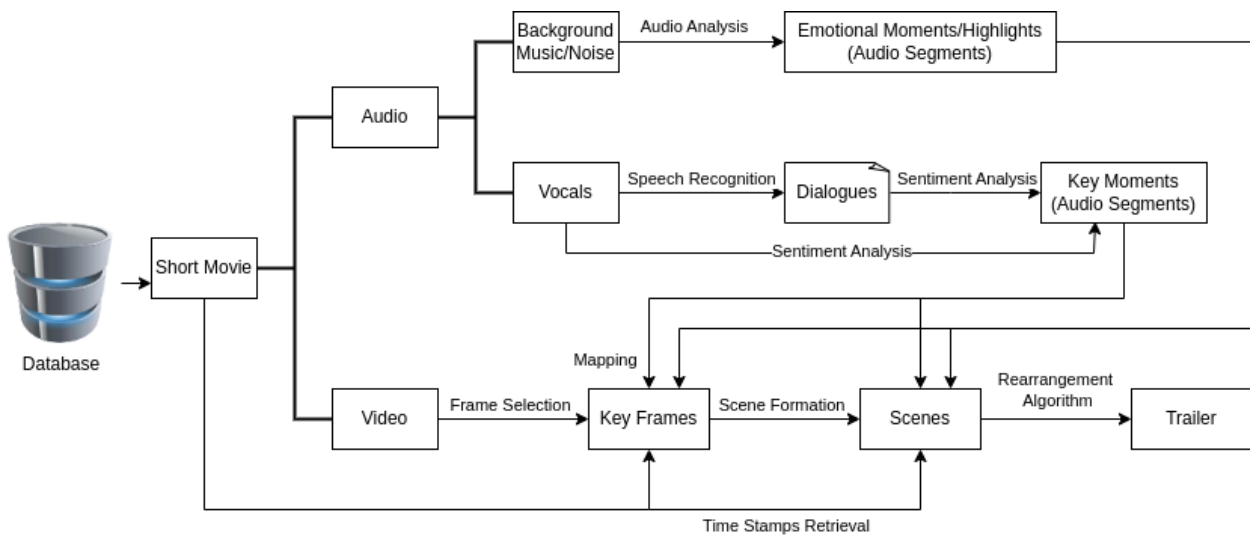 Background
Music/Noise
Audio Analysis
Emotional Moments/Highlights
(Audio Segments)
Audio
Vocals
Speech Recognition
Dialogues
Sentiment Analysis
Key Moments
(Audio Segments)
Sentiment Analysis
Short Movie
Database
Mapping
Video
Frame Selection
Key Frames
Scene Formation
Scenes
Rearrangement
Algorithm
Trailer
Time Stamps Retrieval